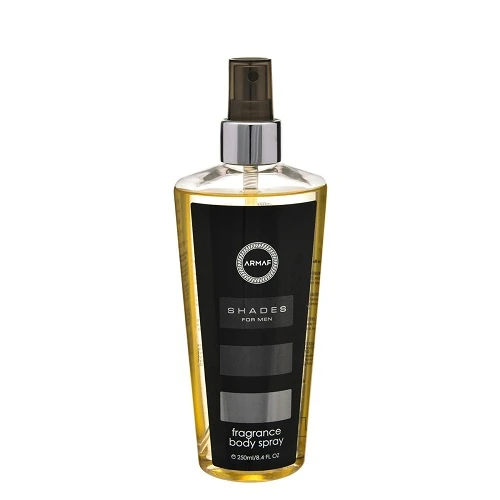 ARMAF
SHADES
FOR MEN
fragrance
body spray
℮ 250ml/8.4 FL OZ